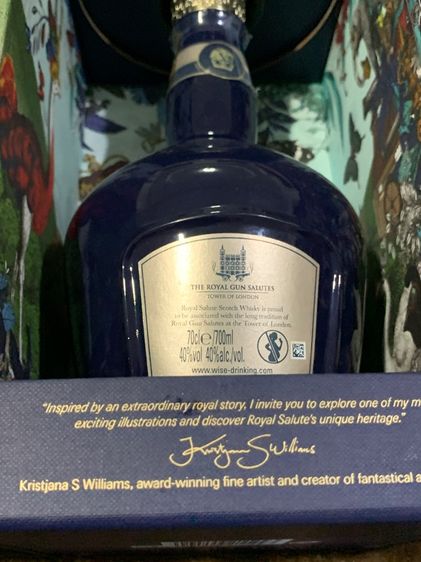 THE ROYAL GUN SALUTES
TOWER OF LONDON
Royal Salute Scotch Whisky is proud
to be associated with the long tradition of
Royal Gun Salutes at the Tower of London.
70cl e 700ml
40%vol 40%alc./vol.
www.wise-drinking.com
"Inspired by an extraordinary royal story, I invite you to explore one of my m
exciting illustrations and discover Royal Salute's unique heritage."
Kristjana S Williams
Kristjana S Williams, award-winning fine artist and creator of fantastical a